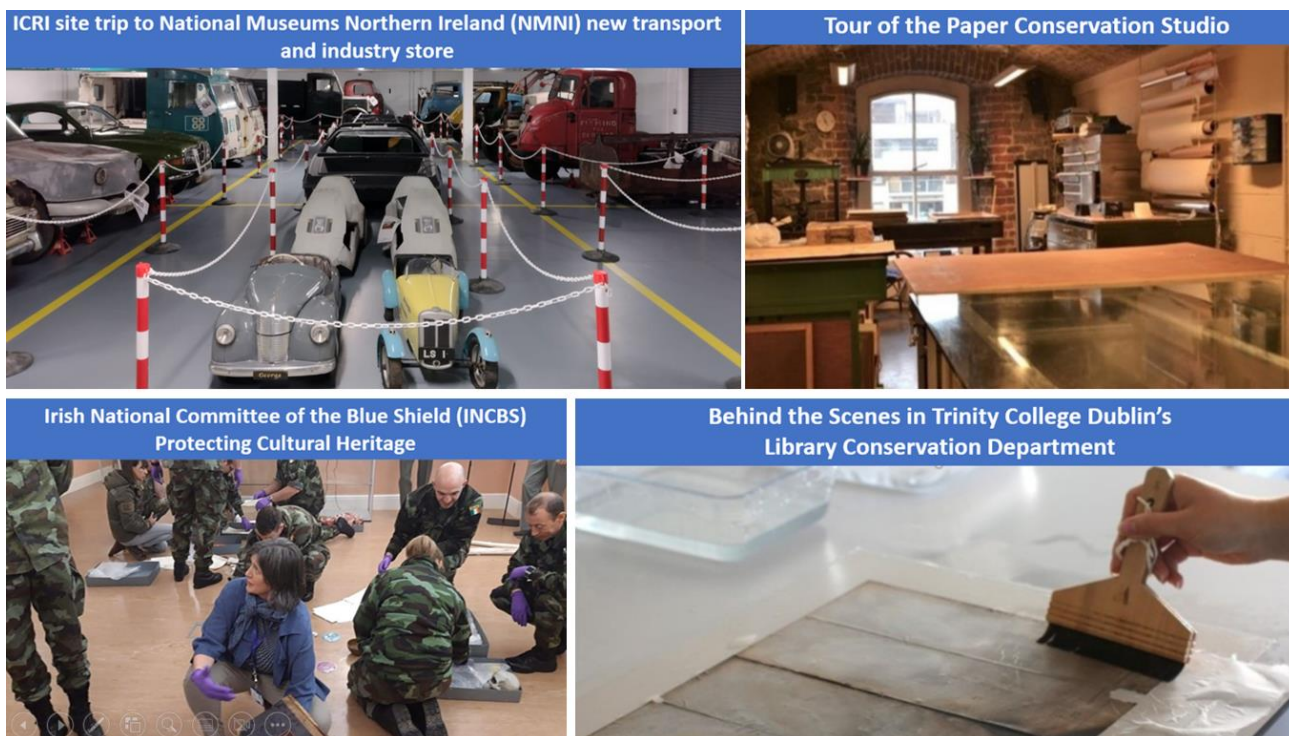 ICRI site trip to National Museums Northern Ireland (NMNI) new transport
and industry store
Tour of the Paper Conservation Studio
George
LS 1
Irish National Committee of the Blue Shield (INCBS)
Protecting Cultural Heritage
Behind the Scenes in Trinity College Dublin's
Library Conservation Department